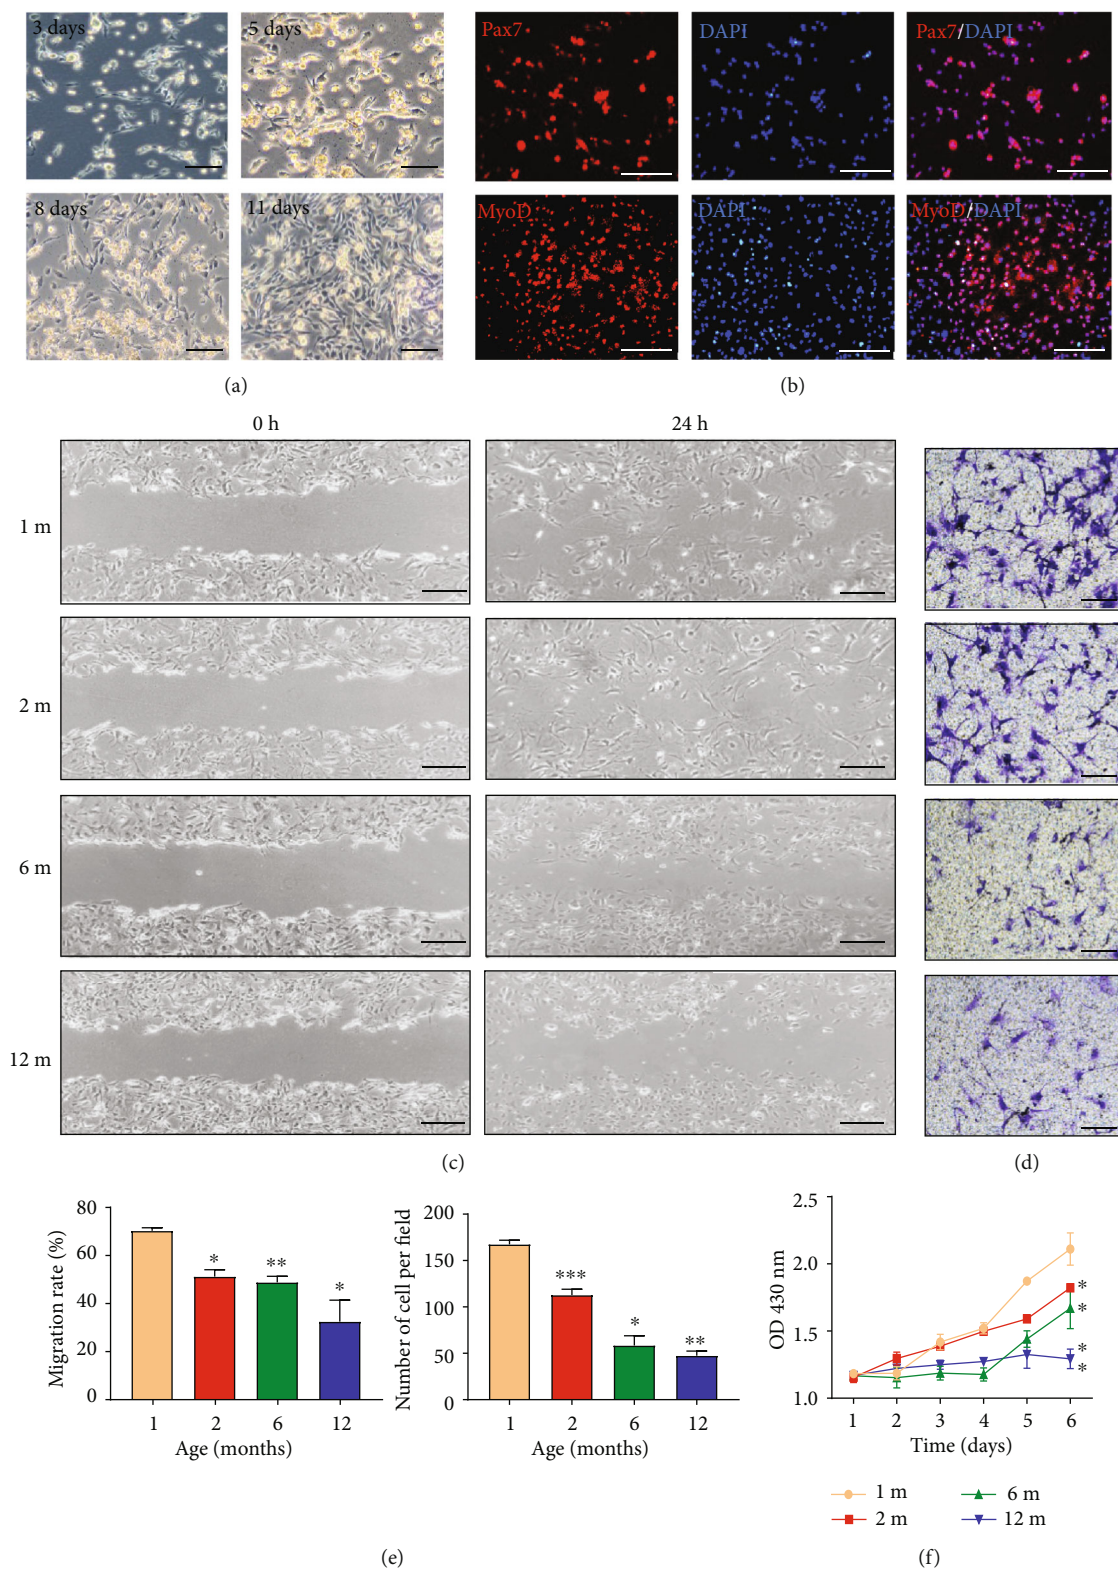 3 days
5 days
8 days
11 days
(a)
Pax7
DAPI
Pax7/DAPI
MyoD
DAPI
MyoD/DAPI
(b)
0 h
24 h
1 m
2 m
6 m
12 m
(c)
(d)
Migration rate (%)
80
60
40
20
0
*
**
*
1 2 6 12
Age (months)
Number of cell per field
200
150
100
50
0
***
*
**
1 2 6 12
Age (months)
(e)
OD 430 nm
2.5
2.0
1.5
1.0
*
*
*
*
1 2 3 4 5 6
Time (days)
1 m
6 m
2 m
12 m
(f)